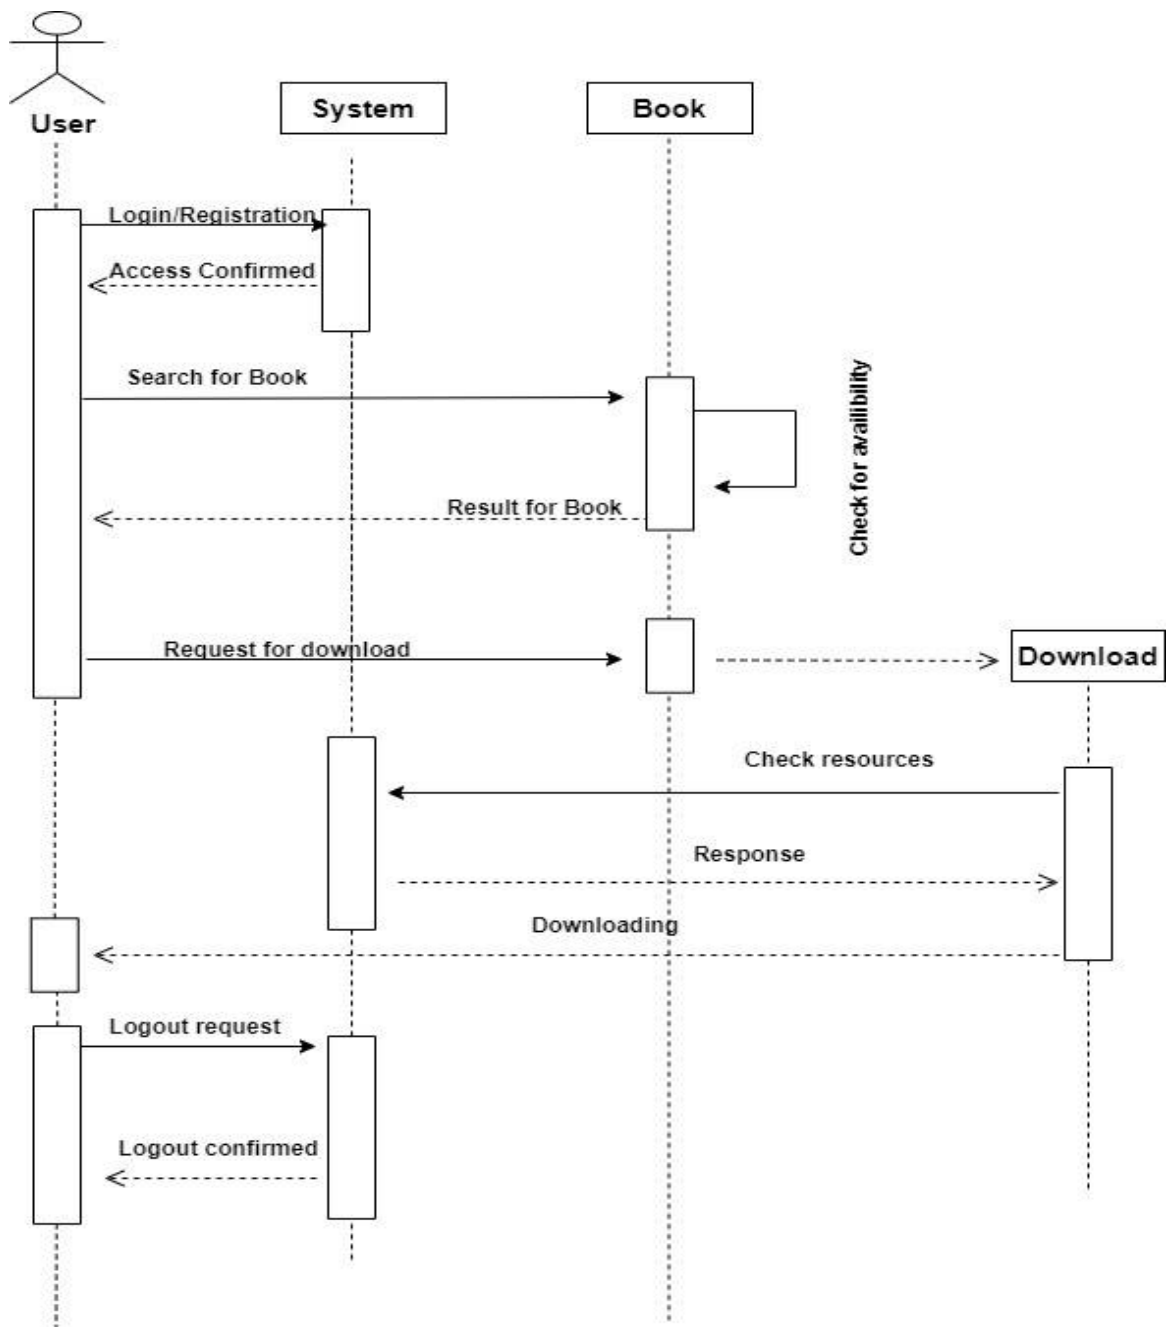 User
System
Book
Login/Registration
Access Confirmed
Search for Book
Check for availibility
Result for Book
Request for download
Download
Check resources
Response
Downloading
Logout request
Logout confirmed